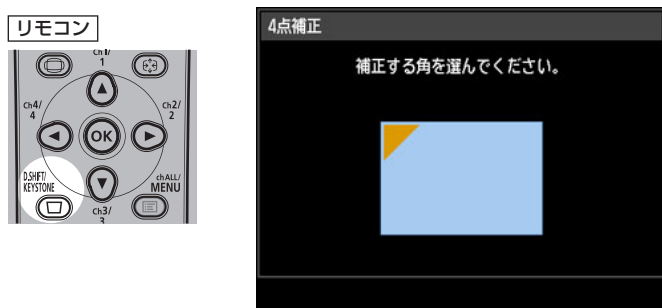 リモコン
Ch1/
1
Ch4/
4
OK
Ch2/
2
D.SHIFT/
KEYSTONE
Ch3/
3
chALL/
MENU
4点補正
補正する角を選んでください。